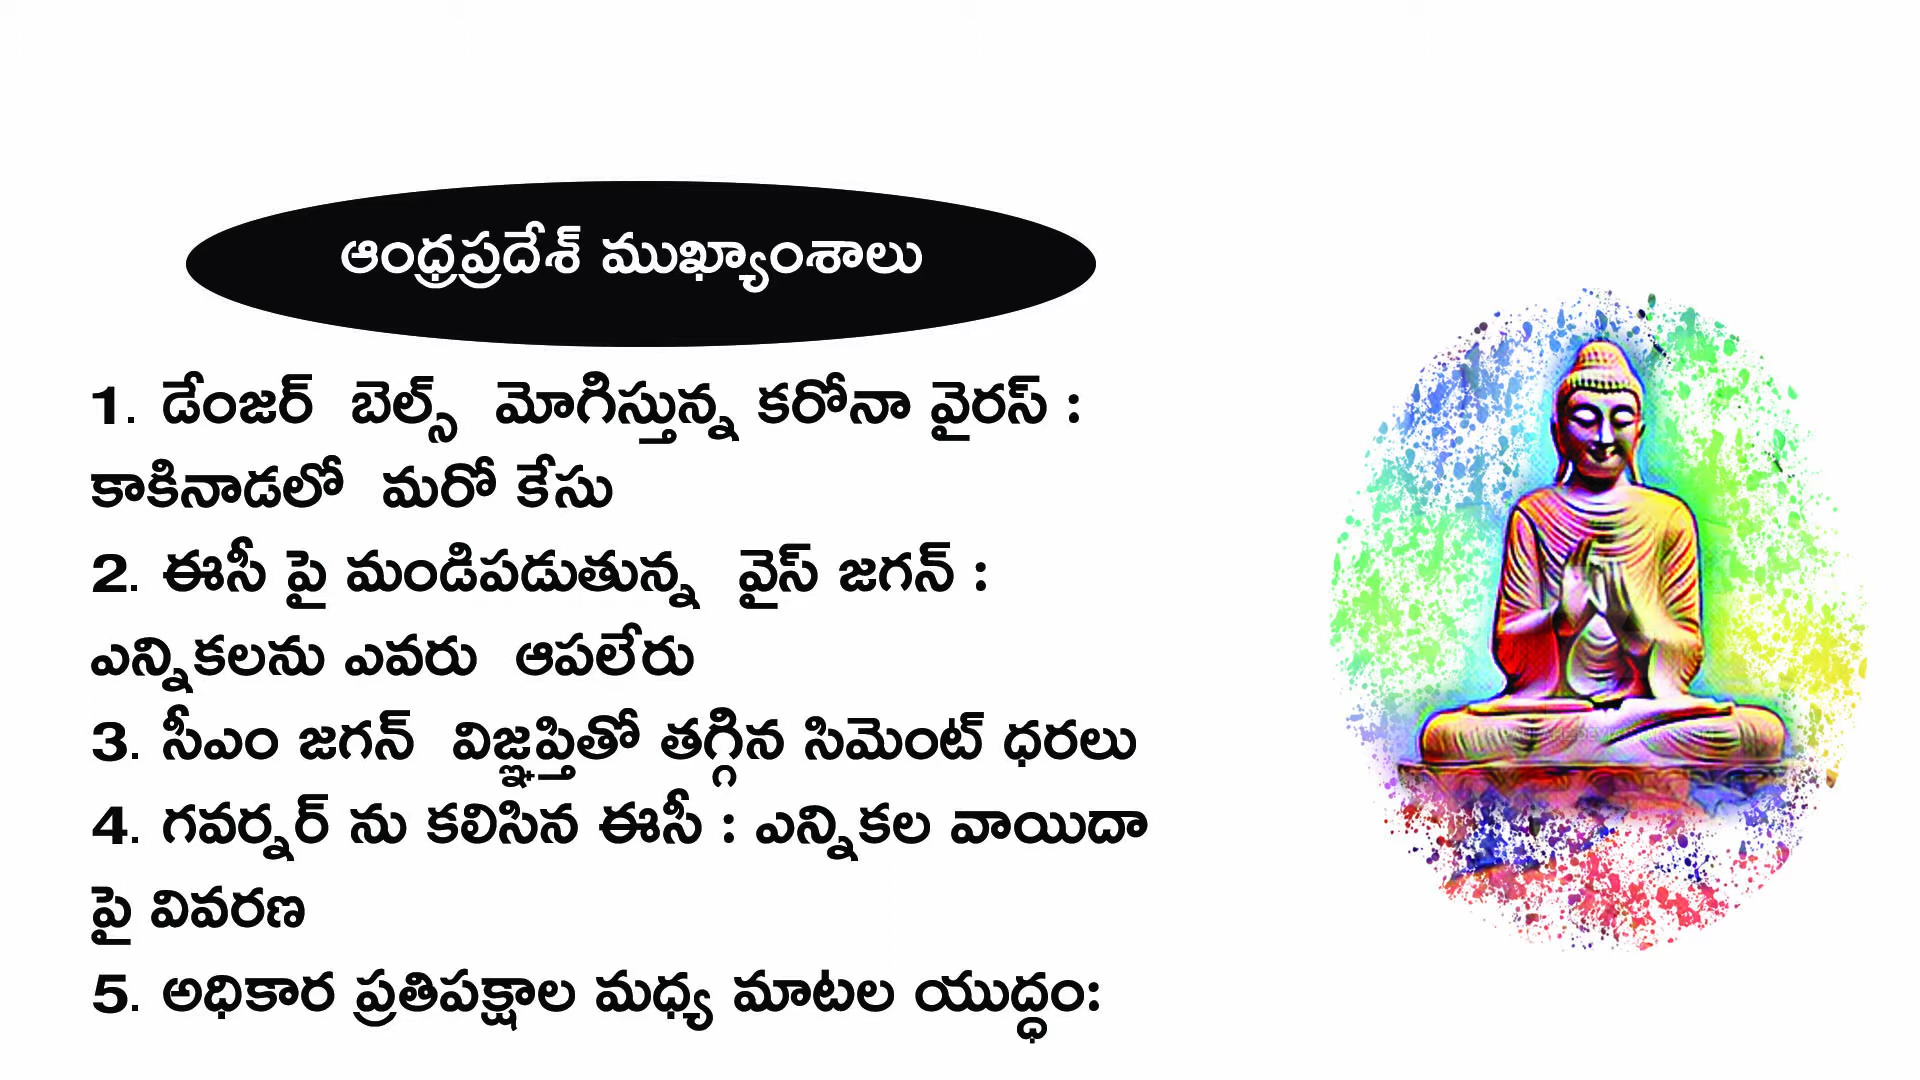 ఆంధ్రప్రదేశ్ ముఖ్యాంశాలు
1. డేంజర్ బెల్స్ మోగిస్తున్న కరోనా వైరస్ :
కాకినాడలో మరో కేసు
2. ఈసీ పై మండిపడుతున్న వైస్ జగన్ :
ఎన్నికలను ఎవరు ఆపలేరు
3. సీఎం జగన్ విజ్ఞప్తితో తగ్గిన సిమెంట్ ధరలు
4. గవర్నర్ ను కలిసిన ఈసీ : ఎన్నికల వాయిదా
పై వివరణ
5. అధికార ప్రతిపక్షాల మధ్య మాటల యుద్ధం: